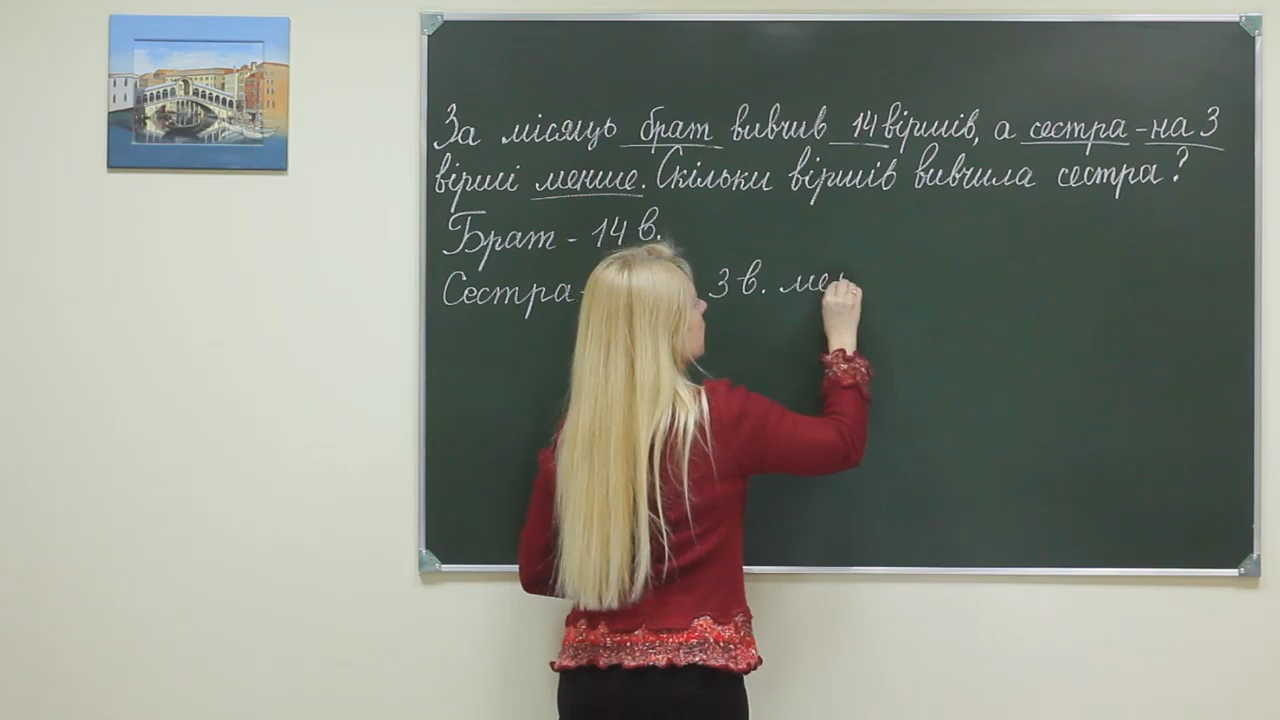 За місяць брат вивчив 14 віршів, а сестра - на 3
вірші менше. Скільки віршів вивчила сестра?
Брат - 14 в.
Сестра - 3 в.